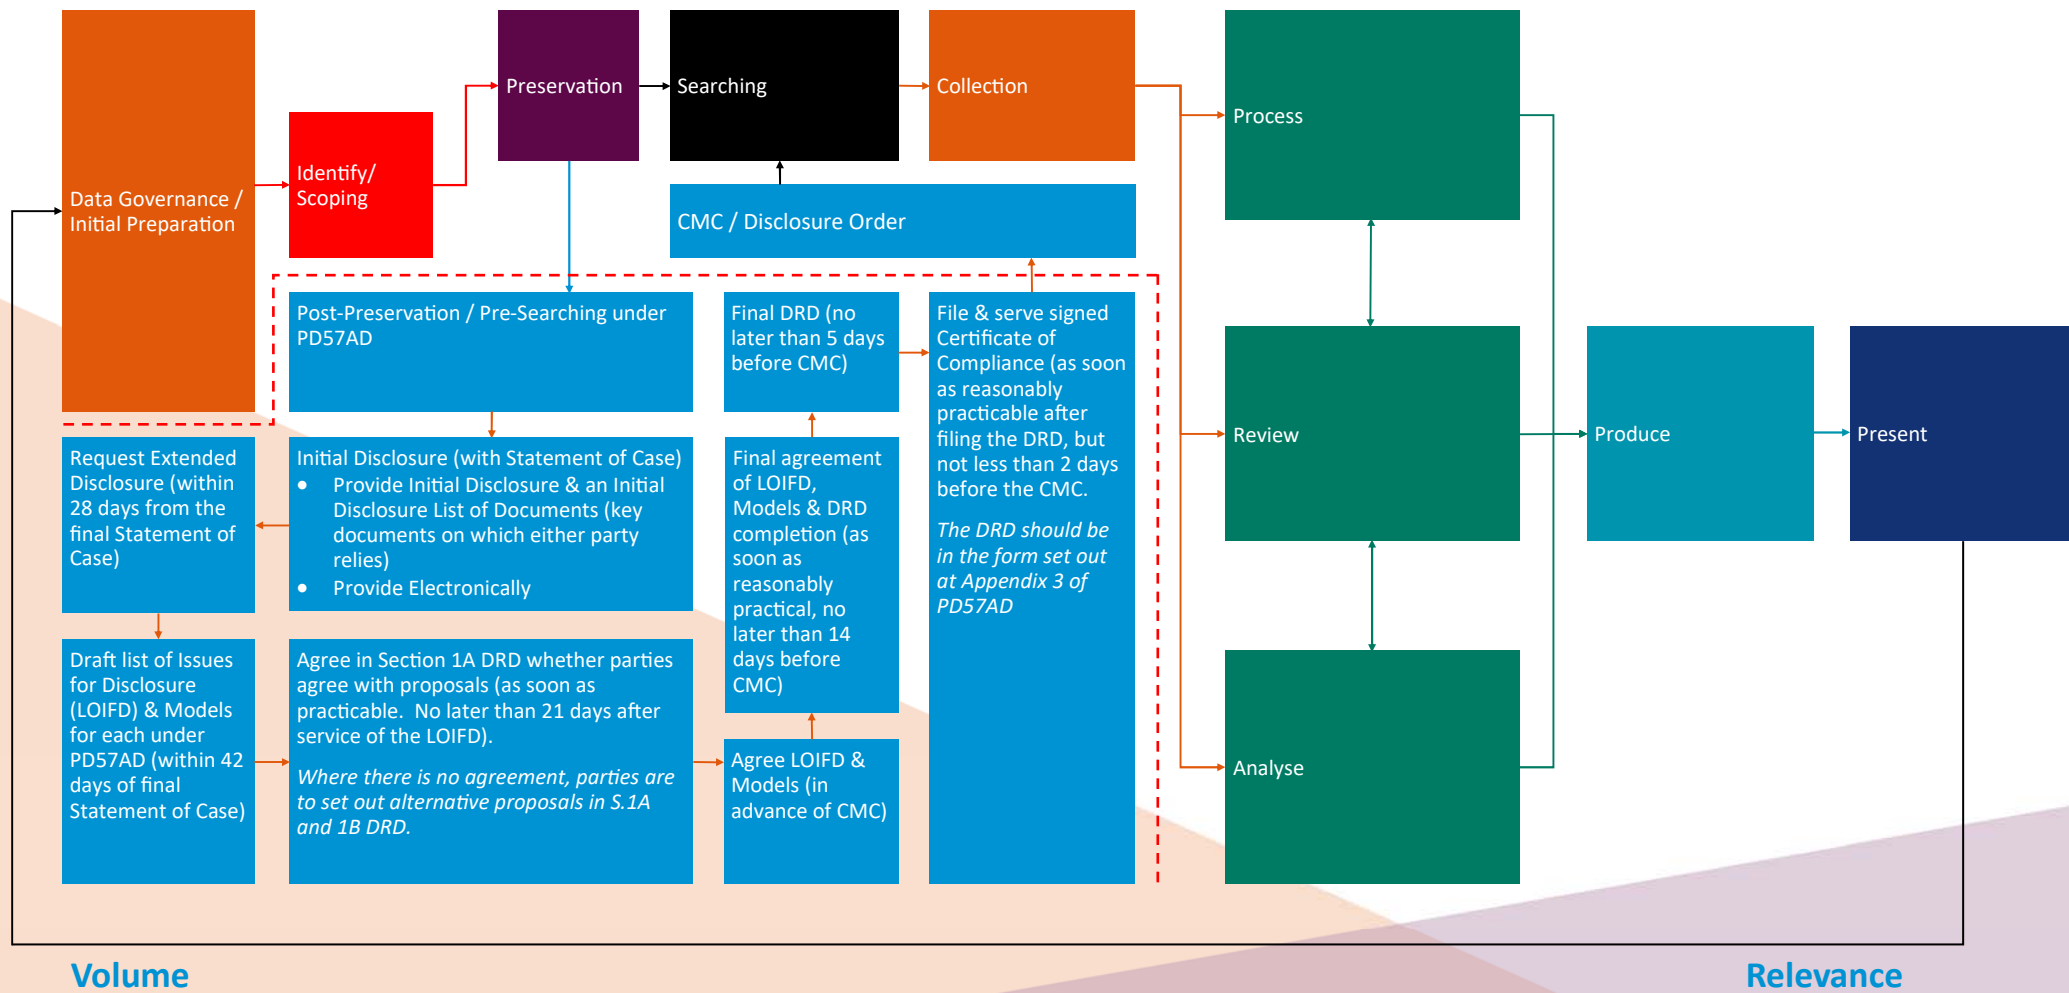 Data Governance /
Initial Preparation
Identify/
Scoping
Preservation
Searching
Collection
CMC / Disclosure Order
Post-Preservation / Pre-Searching under
PD57AD
Initial Disclosure (with Statement of Case)
• Provide Initial Disclosure & an Initial
Disclosure List of Documents (key
documents on which either party
relies)
• Provide Electronically
Request Extended
Disclosure (within
28 days from the
final Statement of
Case)
Draft list of Issues
for Disclosure
(LOIFD) & Models
for each under
PD57AD (within 42
days of final
Statement of Case)
Agree in Section 1A DRD whether parties
agree with proposals (as soon as
practicable.  No later than 21 days after
service of the LOIFD).
Where there is no agreement, parties are
to set out alternative proposals in S.1A
and 1B DRD.
Agree LOIFD &
Models (in
advance of CMC)
Final agreement
of LOIFD,
Models & DRD
completion (as
soon as
reasonably
practical, no
later than 14
days before
CMC)
Final DRD (no
later than 5 days
before CMC)
File & serve signed
Certificate of
Compliance (as soon
as reasonably
practicable after
filing the DRD, but
not less than 2 days
before the CMC.
The DRD should be
in the form set out
at Appendix 3 of
PD57AD
Process
Review
Analyse
Produce
Present
Volume
Relevance